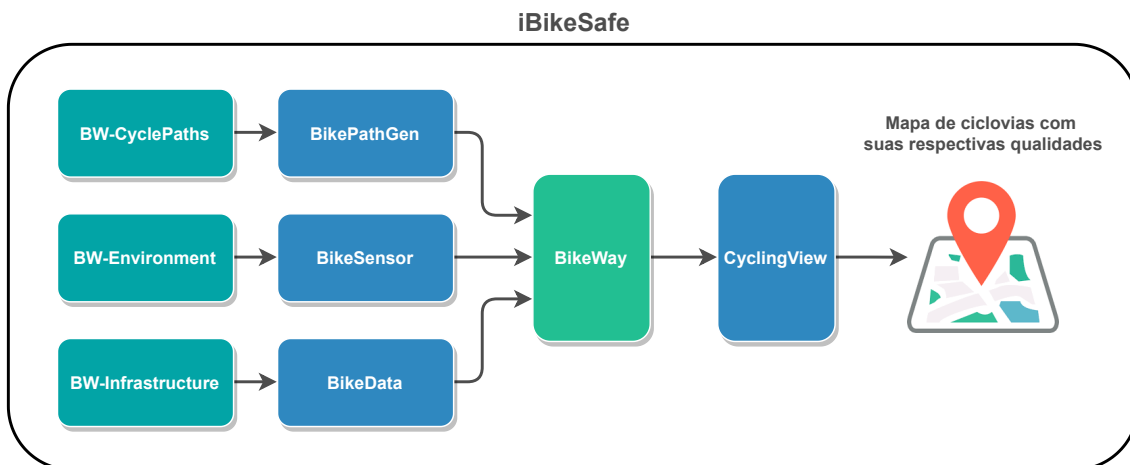 iBikeSafe
BW-CyclePaths
BikePathGen
Mapa de ciclovias com
suas respectivas qualidades
BW-Environment
BikeSensor
BikeWay
CyclingView
BW-Infrastructure
BikeData